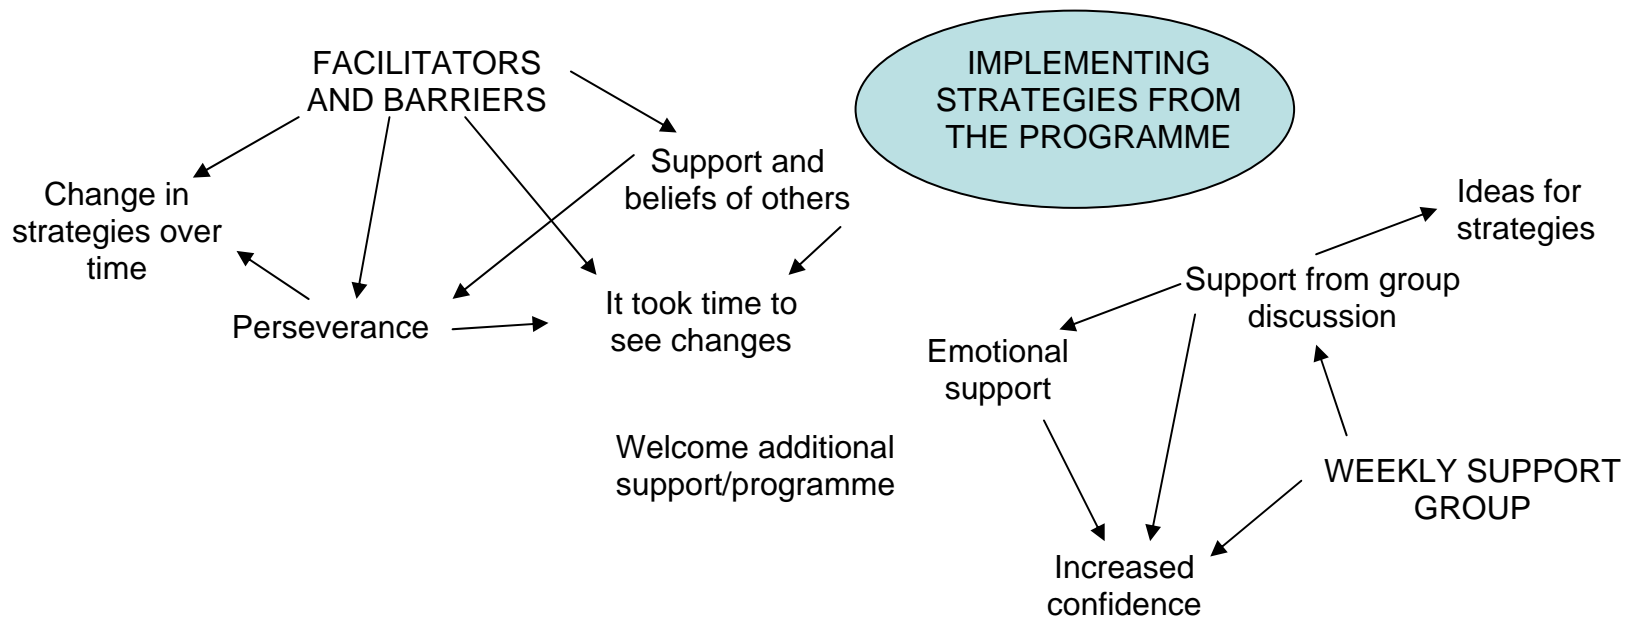 FACILITATORS
AND BARRIERS
IMPLEMENTING
STRATEGIES FROM
THE PROGRAMME
Support and
beliefs of others
Change in
strategies over
time
Ideas for
strategies
Perseverance
It took time to
see changes
Support from group
discussion
Emotional
support
Welcome additional
support/programme
WEEKLY SUPPORT
GROUP
Increased
confidence